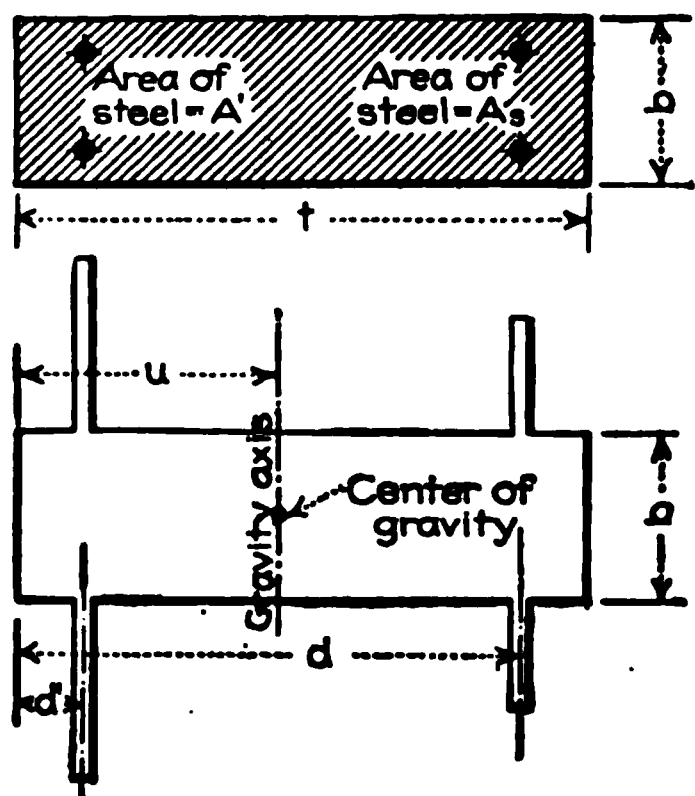 Area of
steel = A'
Area of
steel = As
b
t
u
Gravity axis
Center of
gravity
b
d
d'